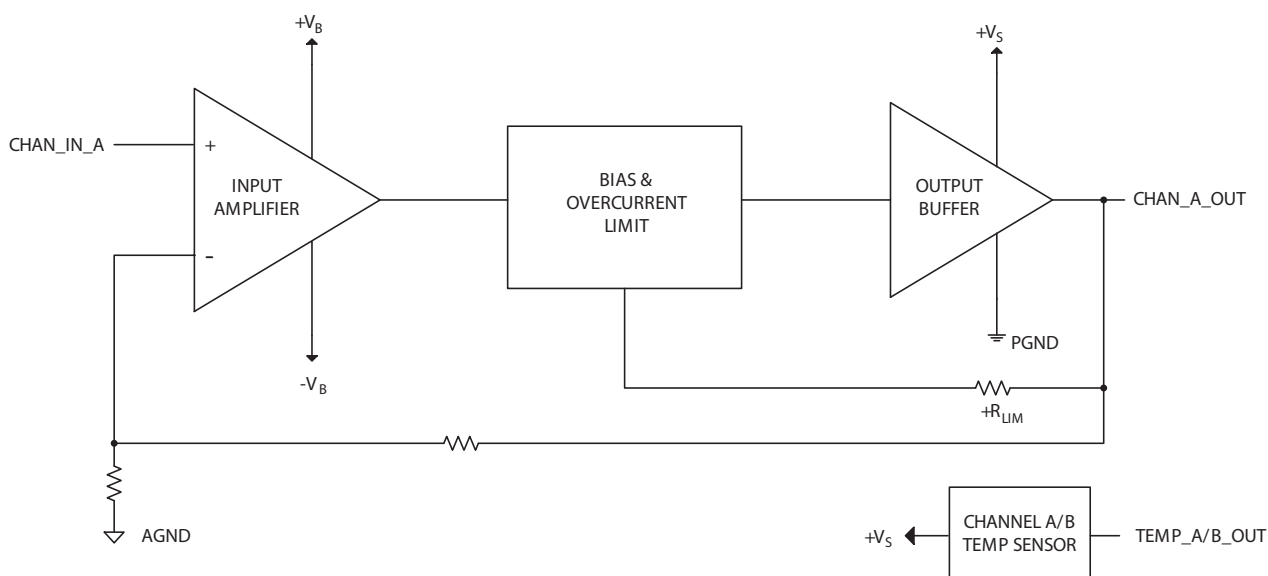 +VB
+VS
CHAN_IN_A
+
INPUT
AMPLIFIER
-
BIAS &
OVERCURRENT
LIMIT
OUTPUT
BUFFER
CHAN_A_OUT
PGND
-VB
+RLIM
AGND
+VS
CHANNEL A/B
TEMP SENSOR
TEMP_A/B_OUT